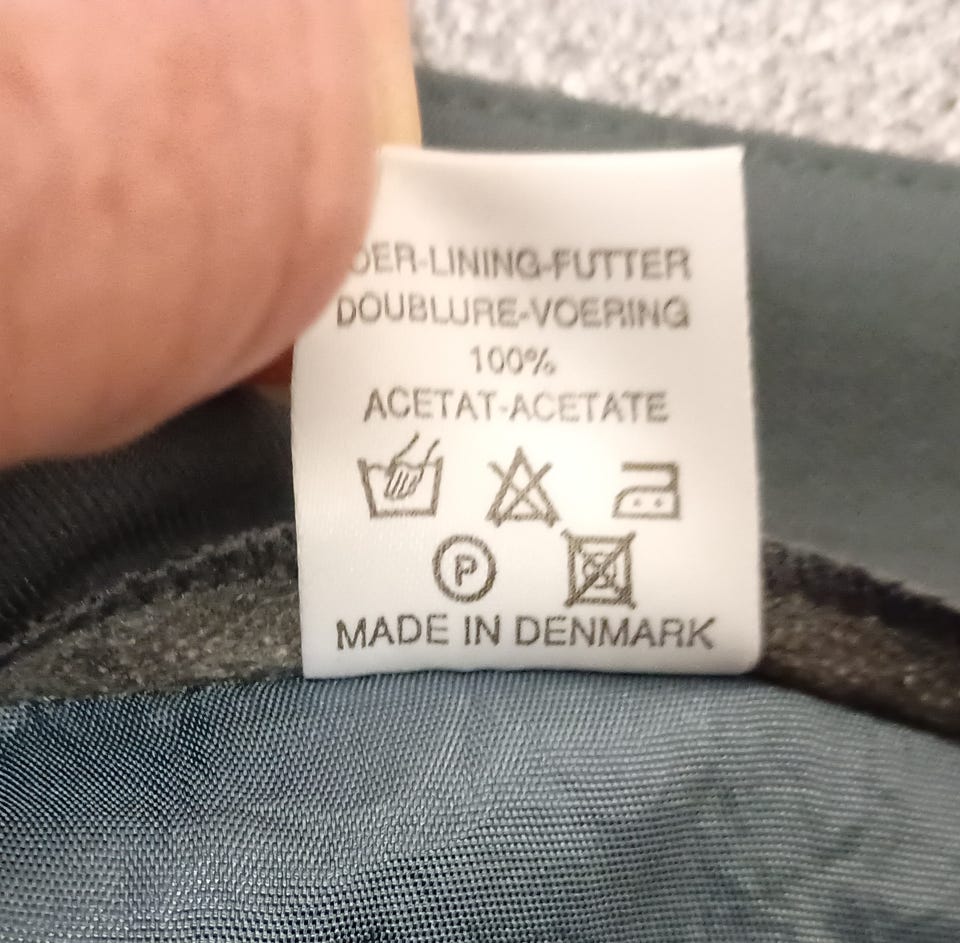 LINING-FUTTER
DOUBLURE-VOERING
100%
ACETAT-ACETATE
P
MADE IN DENMARK